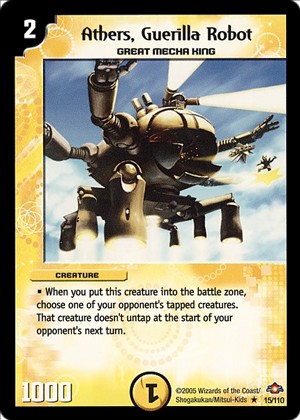 2
Athers, Guerilla Robot
GREAT MECHA KING
CREATURE
▪ When you put this creature into the battle zone,
choose one of your opponent's tapped creatures.
That creature doesn't untap at the start of your
opponent's next turn.
1000
1
©2005 Wizards of the Coast/
Shogakukan/Mitsui-Kids ★ 15/110